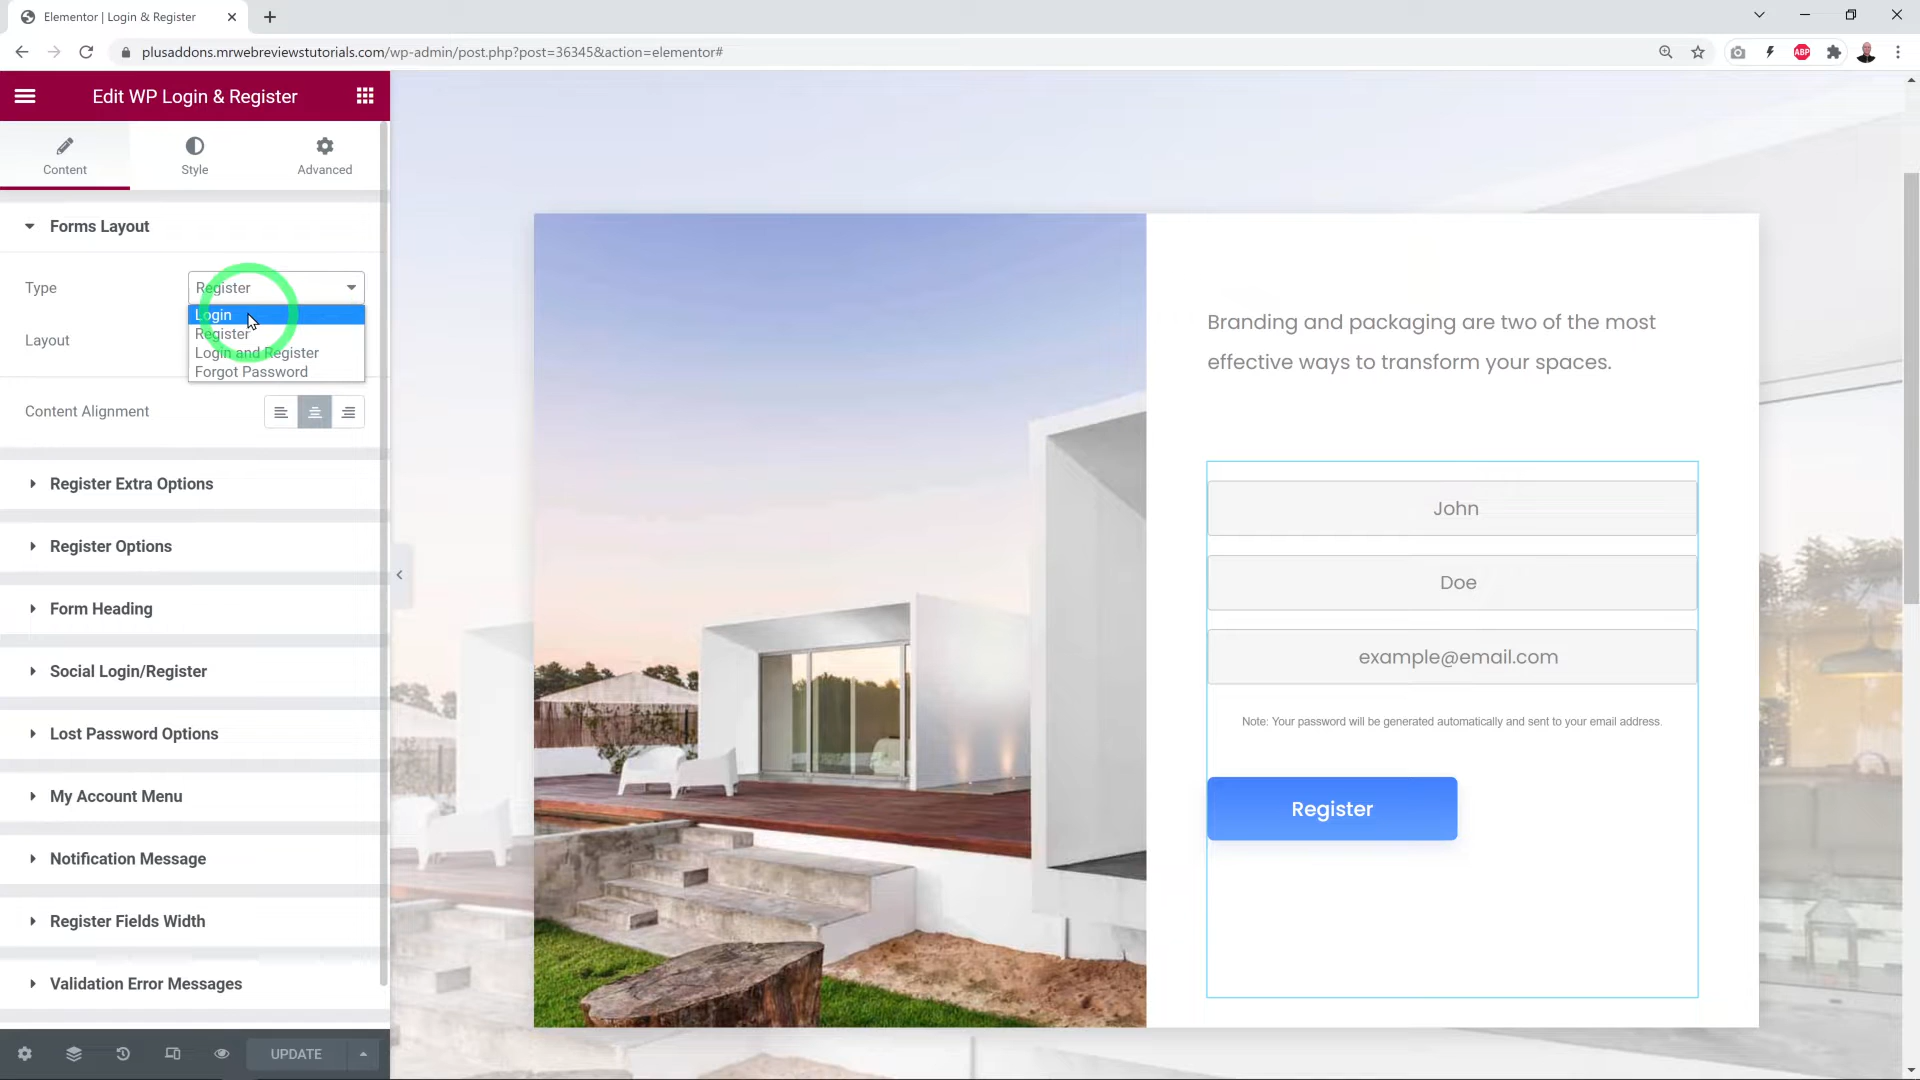 Elementor | Login & Register
plusaddons.mrwebreviewstutorials.com/wp-admin/post.php?post=36345&action=elementor#
ABP
Edit WP Login & Register
Content
Style
Advanced
Forms Layout
Type
Register
Login
Register
Login and Register
Forgot Password
Layout
Content Alignment
Register Extra Options
Register Options
Form Heading
Social Login/Register
Lost Password Options
My Account Menu
Notification Message
Register Fields Width
Validation Error Messages
UPDATE
Branding and packaging are two of the most
effective ways to transform your spaces.
John
Doe
example@email.com
Note: Your password will be generated automatically and sent to your email address.
Register